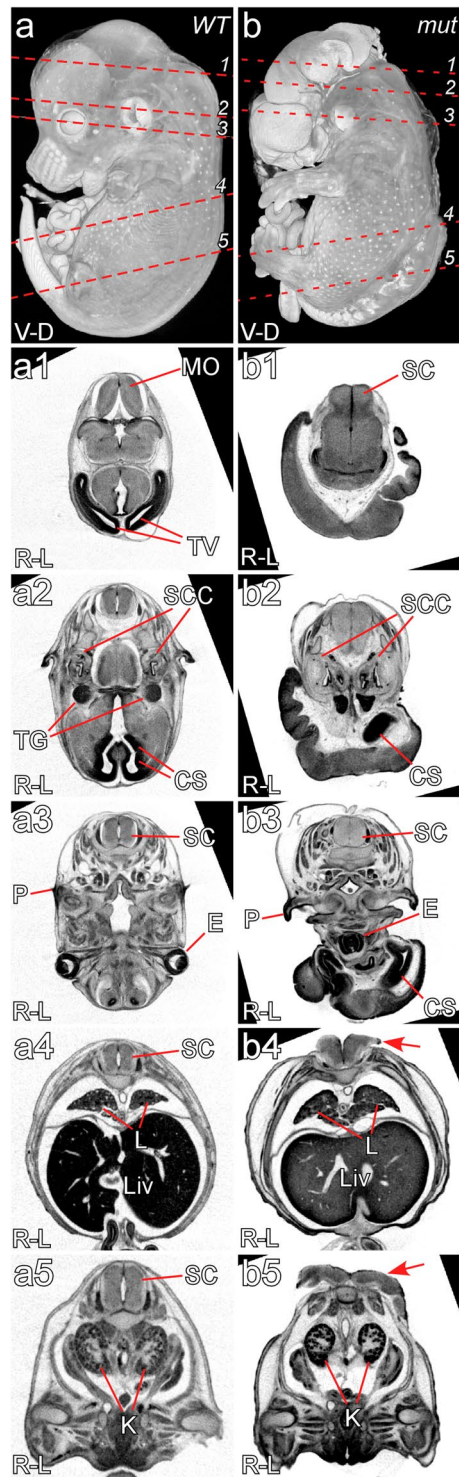 a WT
1
2
3
4
5
V-D
b mut
1
2
3
4
5
V-D
a1
MO
TV
R-L
b1
SC
R-L
a2
SCC
TG
CS
R-L
b2
SCC
CS
R-L
a3
SC
P
E
R-L
b3
SC
P
E
CS
R-L
a4
SC
L
Liv
R-L
b4
L
Liv
R-L
a5
SC
K
R-L
b5
K
R-L